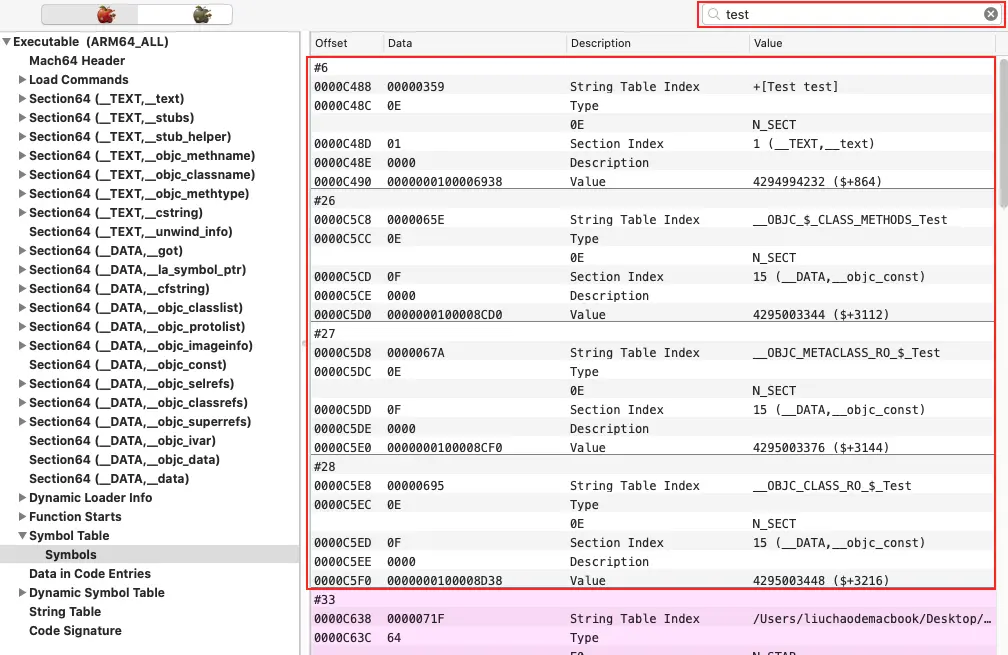 test
Executable (ARM64_ALL)
Mach64 Header
Load Commands
Section64 (__TEXT,__text)
Section64 (__TEXT,__stubs)
Section64 (__TEXT,__stub_helper)
Section64 (__TEXT,__objc_methname)
Section64 (__TEXT,__objc_classname)
Section64 (__TEXT,__objc_methtype)
Section64 (__TEXT,__cstring)
Section64 (__TEXT,__unwind_info)
Section64 (__DATA,__got)
Section64 (__DATA,__la_symbol_ptr)
Section64 (__DATA,__cfstring)
Section64 (__DATA,__objc_classlist)
Section64 (__DATA,__objc_protolist)
Section64 (__DATA,__objc_imageinfo)
Section64 (__DATA,__objc_const)
Section64 (__DATA,__objc_selrefs)
Section64 (__DATA,__objc_classrefs)
Section64 (__DATA,__objc_superrefs)
Section64 (__DATA,__objc_ivar)
Section64 (__DATA,__objc_data)
Section64 (__DATA,__data)
Dynamic Loader Info
Function Starts
Symbol Table
Symbols
Data in Code Entries
Dynamic Symbol Table
String Table
Code Signature
Offset Data Description Value
#6
0000C488 00000359 String Table Index +[Test test]
0000C48C 0E Type
0E N_SECT
0000C48D 01 Section Index 1 (__TEXT,__text)
0000C48E 0000 Description
0000C490 0000000100006938 Value 4294994232 ($+864)
#26
0000C5C8 0000065E String Table Index __OBJC_$_CLASS_METHODS_Test
0000C5CC 0E Type
0E N_SECT
0000C5CD 0F Section Index 15 (__DATA,__objc_const)
0000C5CE 0000 Description
0000C5D0 0000000100008CD0 Value 4295003344 ($+3112)
#27
0000C5D8 0000067A String Table Index __OBJC_METACLASS_RO_$_Test
0000C5DC 0E Type
0E N_SECT
0000C5DD 0F Section Index 15 (__DATA,__objc_const)
0000C5DE 0000 Description
0000C5E0 0000000100008CF0 Value 4295003376 ($+3144)
#28
0000C5E8 00000695 String Table Index __OBJC_CLASS_RO_$_Test
0000C5EC 0E Type
0E N_SECT
0000C5ED 0F Section Index 15 (__DATA,__objc_const)
0000C5EE 0000 Description
0000C5F0 0000000100008D38 Value 4295003448 ($+3216)
#33
0000C638 0000071F String Table Index /Users/liuchaodemacbook/Desktop/…
0000C63C 64 Type